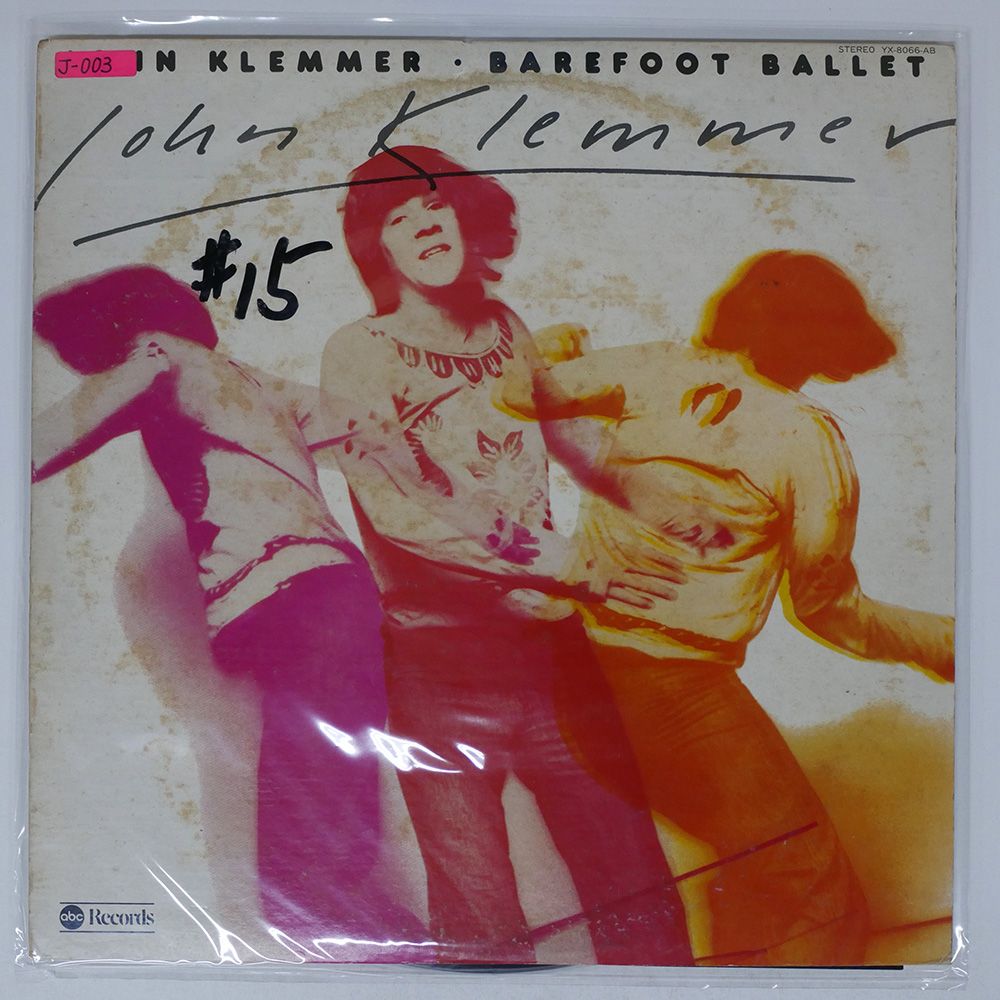 STEREO YX-8066-AB
J-003
IN KLEMMER · BAREFOOT BALLET
John Klemmer
#15
abc Records